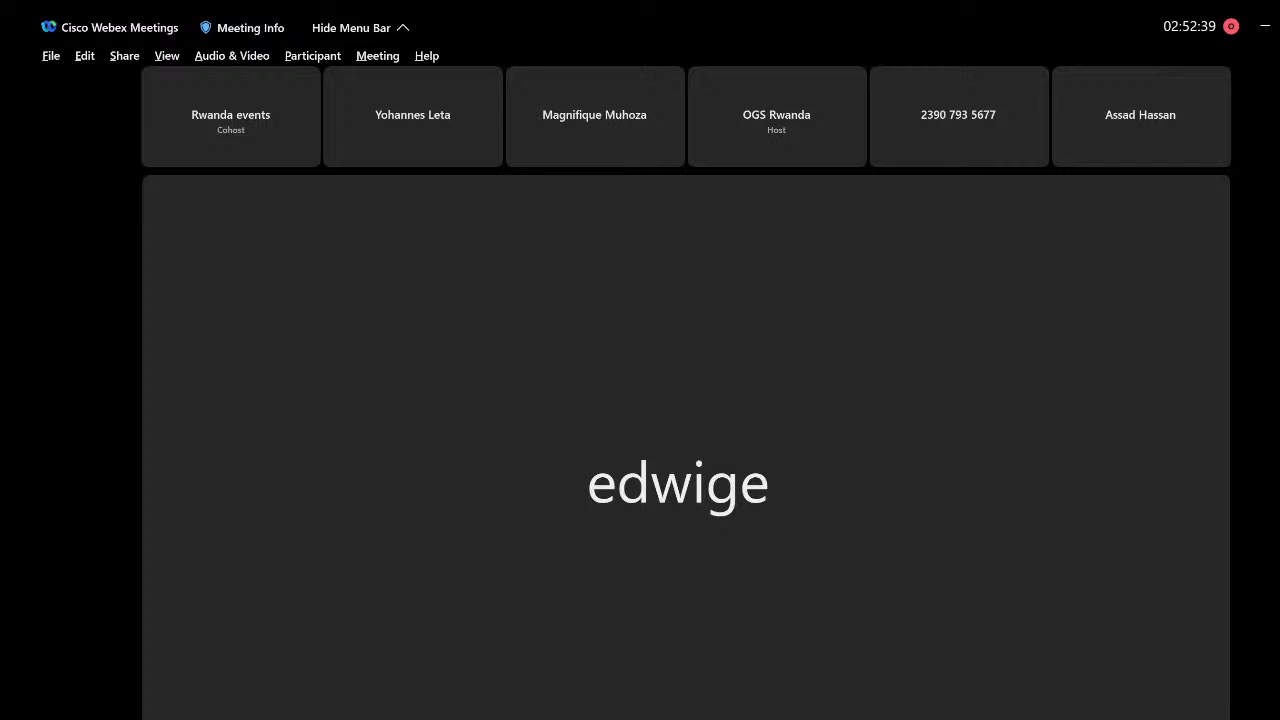 Cisco Webex Meetings Meeting Info Hide Menu Bar 02:52:39
File Edit Share View Audio & Video Participant Meeting Help
Rwanda events Yohannes Leta Magnifique Muhoza OGS Rwanda 2390 793 5677 Assad Hassan
Cohost Host
edwige